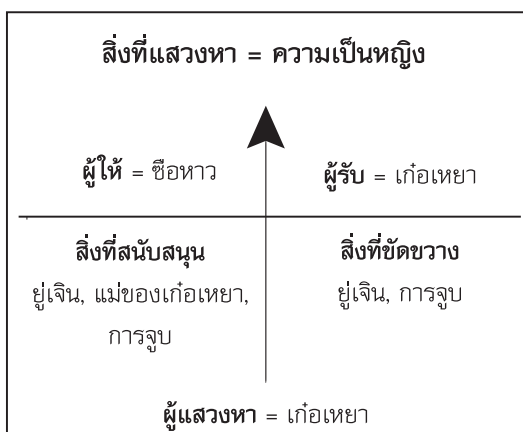 สิ่งที่แสวงหา = ความเป็นหญิง
ผู้ให้ = ซือหาว
ผู้รับ = เก๋อเหยา
สิ่งที่สนับสนุน
ยู่เจิน, แม่ของเก๋อเหยา,
การจูบ
สิ่งที่ขัดขวาง
ยู่เจิน, การจูบ
ผู้แสวงหา = เก๋อเหยา